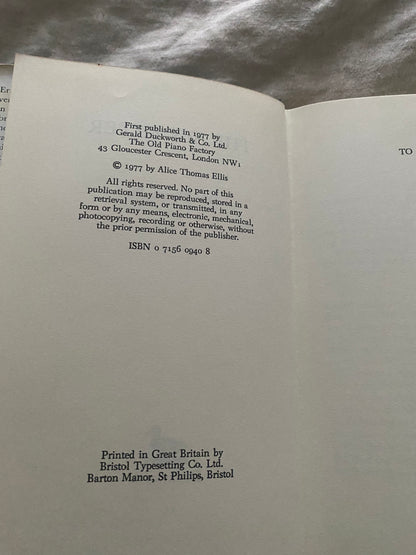 First published in 1977 by
Gerald Duckworth & Co. Ltd.
The Old Piano Factory
43 Gloucester Crescent, London NW1
© 1977 by Alice Thomas Ellis
All rights reserved. No part of this
publication may be reproduced, stored in a
retrieval system, or transmitted, in any
form or by any means, electronic, mechanical,
photocopying, recording or otherwise, without
the prior permission of the publisher.
ISBN 0 7156 0940 8
Printed in Great Britain by
Bristol Typesetting Co. Ltd.
Barton Manor, St Philips, Bristol
TO